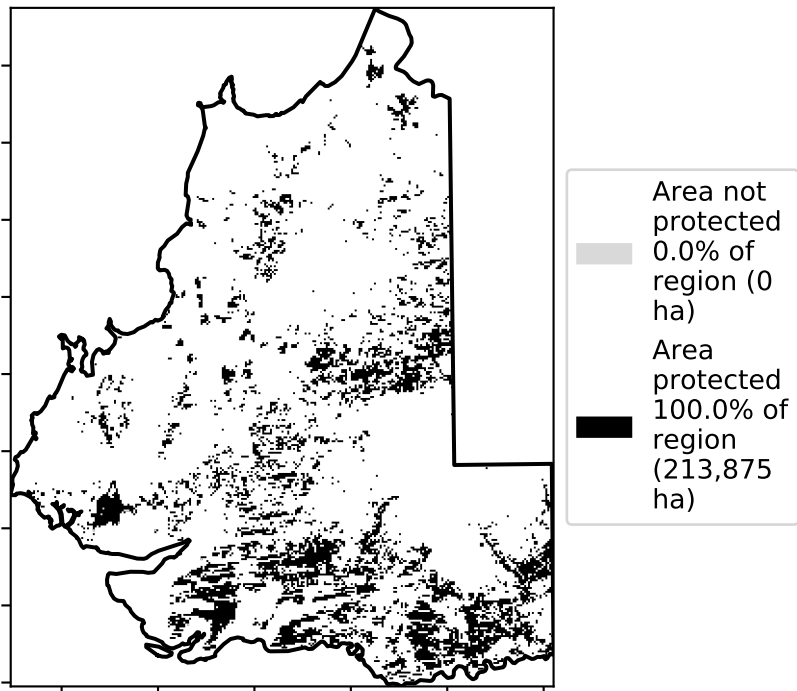 Area not
protected
0.0% of
region (0
ha)
Area
protected
100.0% of
region
(213,875
ha)